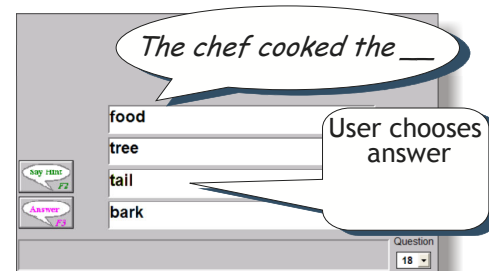 The chef cooked the __
food
User chooses
answer
tree
Say Hint
F2
tail
Answer
F3
bark
Question
18